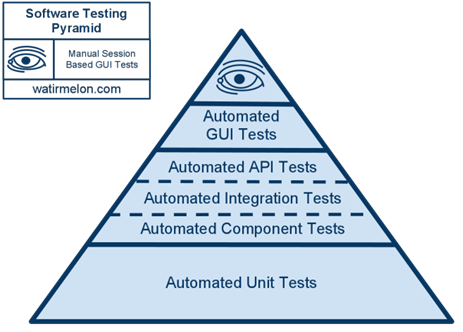 Software Testing
Pyramid
Manual Session
Based GUI Tests
watirmelon.com
Automated
GUI Tests
Automated API Tests
Automated Integration Tests
Automated Component Tests
Automated Unit Tests